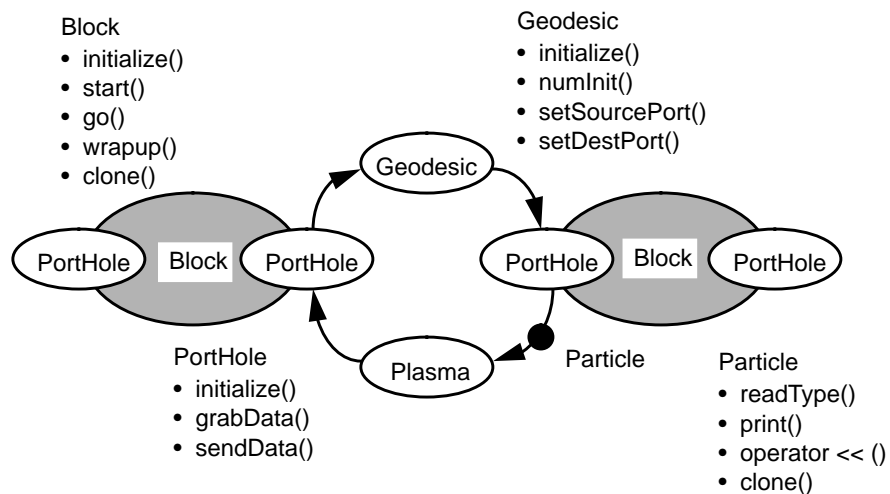 Block
• initialize()
• start()
• go()
• wrapup()
• clone()
Geodesic
• initialize()
• numInit()
• setSourcePort()
• setDestPort()
Geodesic
PortHole
Block
PortHole
PortHole
Block
PortHole
Plasma
Particle
PortHole
• initialize()
• grabData()
• sendData()
Particle
• readType()
• print()
• operator << ()
• clone()